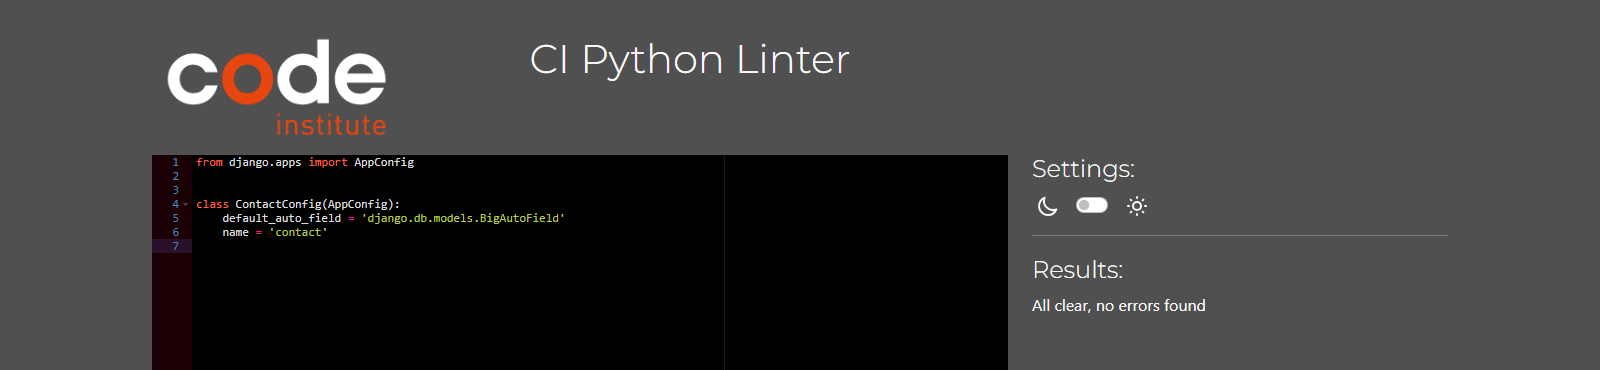 code
institute
CI Python Linter
1 from django.apps import AppConfig
2
3
4 class ContactConfig(AppConfig):
5     default_auto_field = 'django.db.models.BigAutoField'
6     name = 'contact'
7
Settings:
Results:
All clear, no errors found